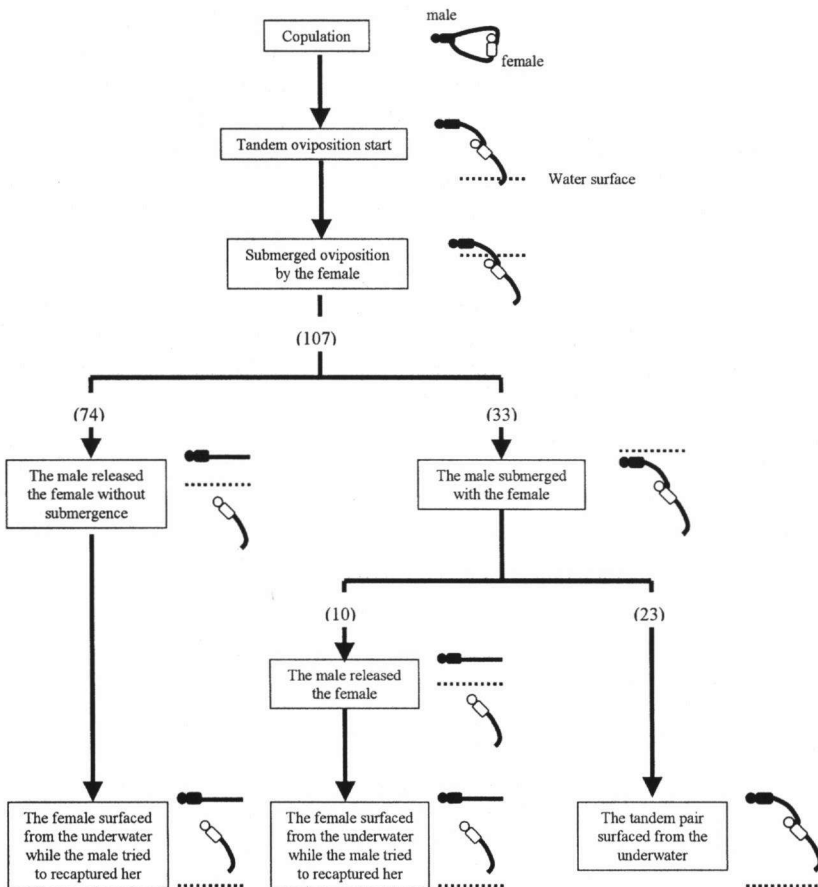 male
Copulation
female
Tandem oviposition start
Water surface
Submerged oviposition
by the female
(107)
(74)
(33)
The male released
the female without
submergence
The male submerged
with the female
(10)
(23)
The male released
the female
The female surfaced
from the underwater
while the male tried
to recaptured her
The female surfaced
from the underwater
while the male tried
to recaptured her
The tandem pair
surfaced from the
underwater